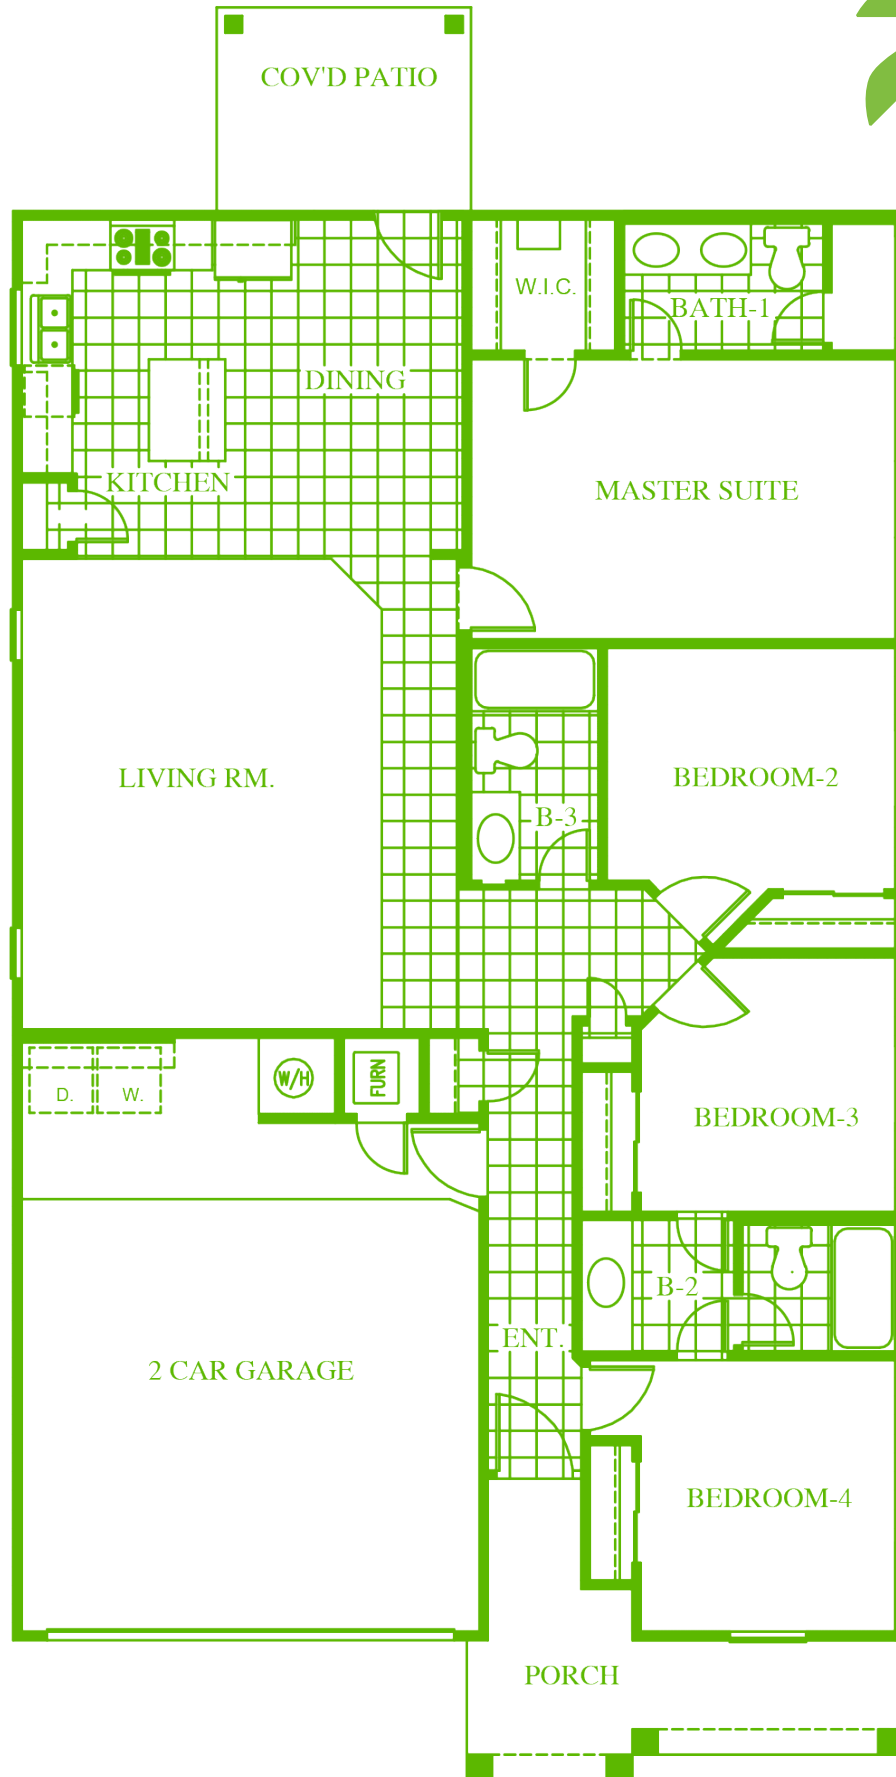 COV'D PATIO
W.I.C.
BATH-1
DINING
KITCHEN
MASTER SUITE
LIVING RM.
BEDROOM-2
B-3
D.
W.
W/H
FURN
BEDROOM-3
B-2
ENT.
2 CAR GARAGE
BEDROOM-4
PORCH